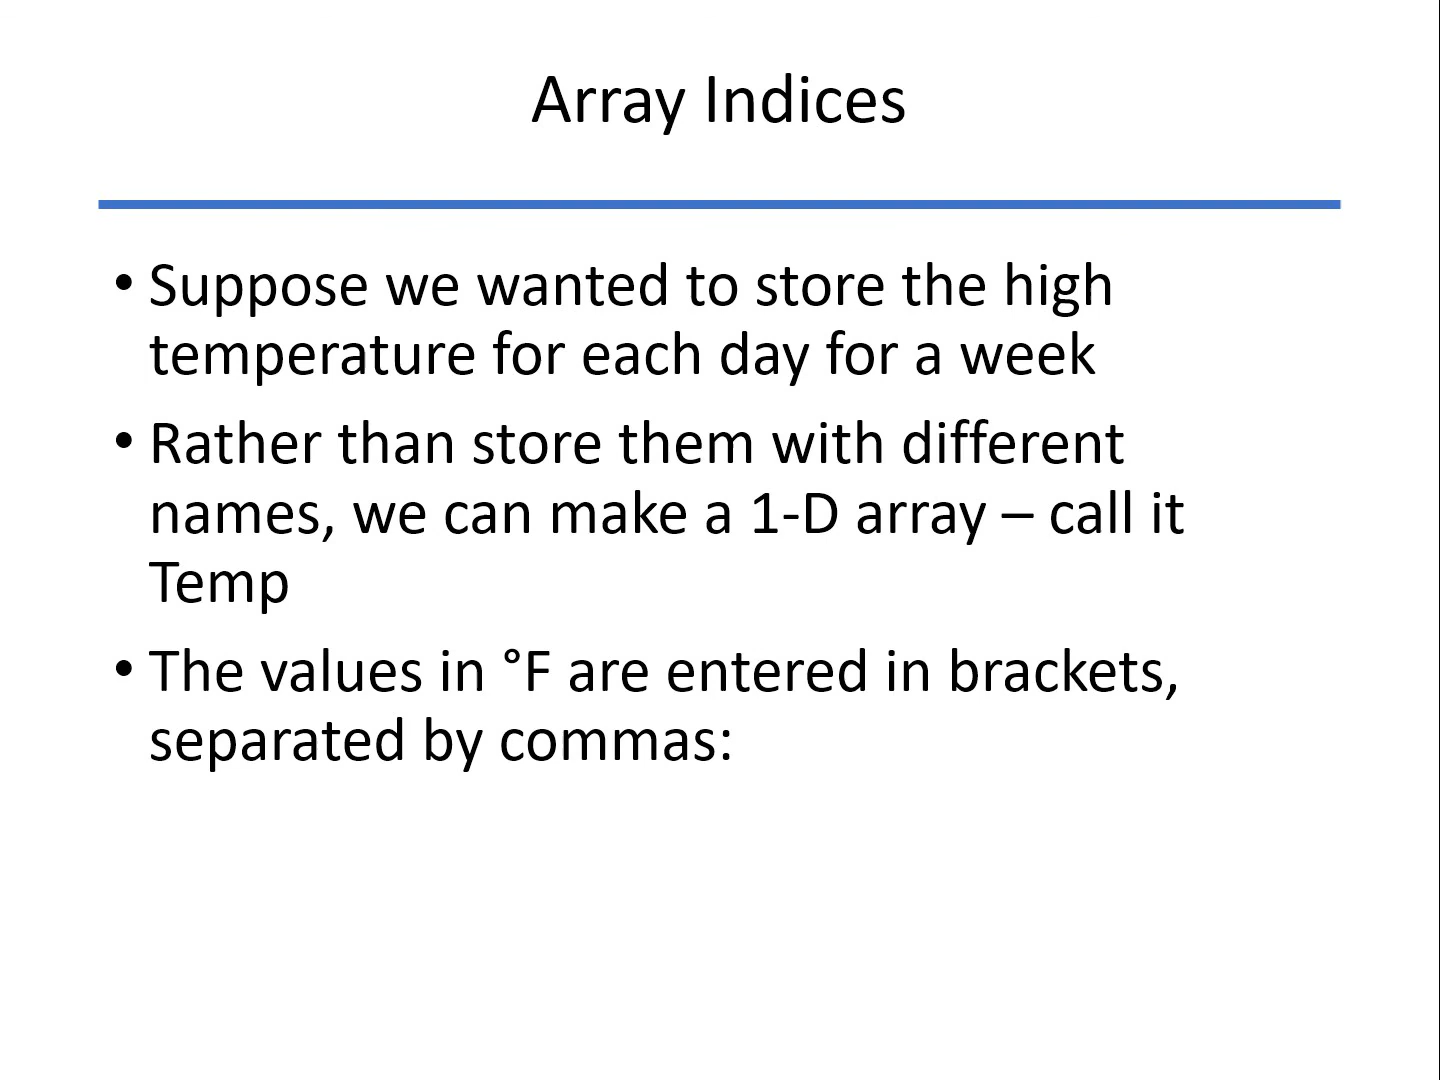 Array Indices
• Suppose we wanted to store the high
temperature for each day for a week
• Rather than store them with different
names, we can make a 1-D array – call it
Temp
• The values in °F are entered in brackets,
separated by commas: